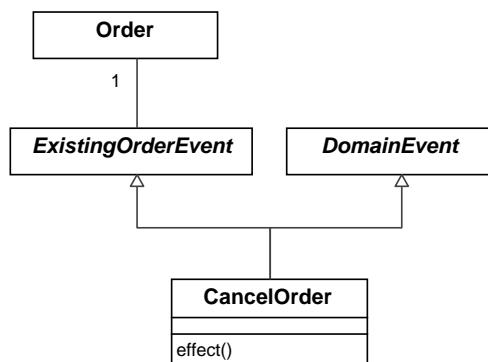 Order
1
ExistingOrderEvent
DomainEvent
CancelOrder
effect()